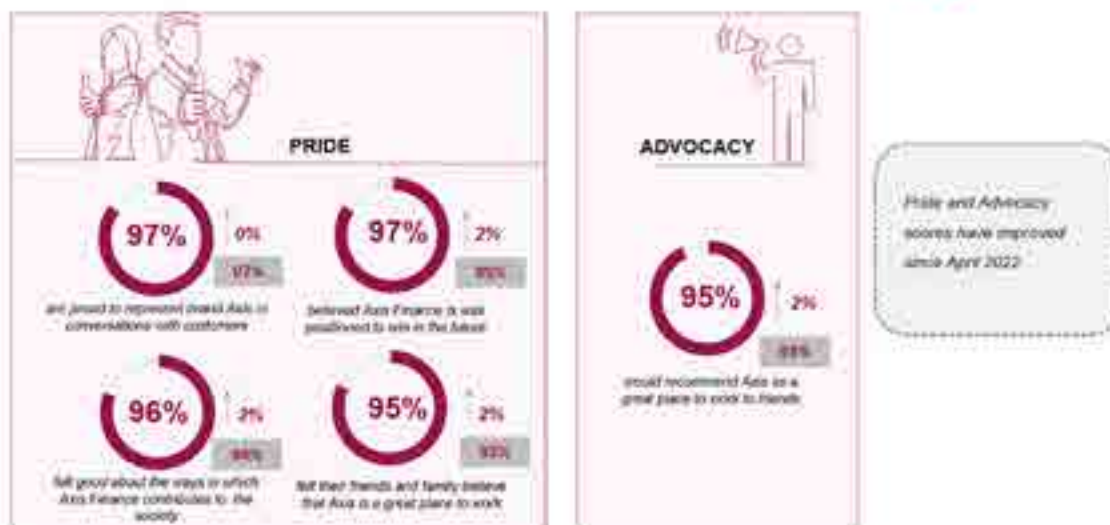 PRIDE
97%
0%
97%
are proud to represent brand Axis in
conversations with customers
97%
2%
95%
believed Axis Finance is well
positioned to win in the future
96%
2%
felt good about the ways in which
Axis Finance contributes to the
society
95%
2%
93%
felt their friends and family believe
that Axis is a great place to work
ADVOCACY
95%
2%
93%
would recommend Axis as a
great place to work to friends
Pride and Advocacy
scores have improved
since April 2022